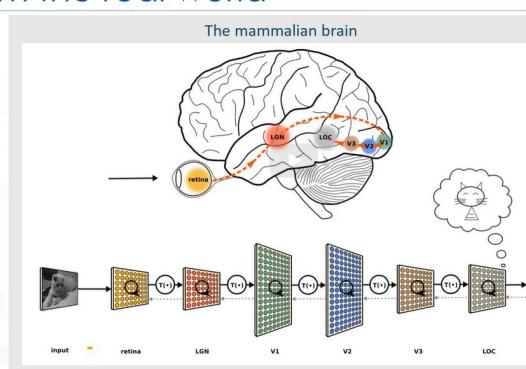 The mammalian brain
LGN
LOC
V3
V2
V1
retina
T(•) T(•) T(•) T(•) T(•)
Q Q Q Q Q Q
input retina LGN V1 V2 V3 LOC